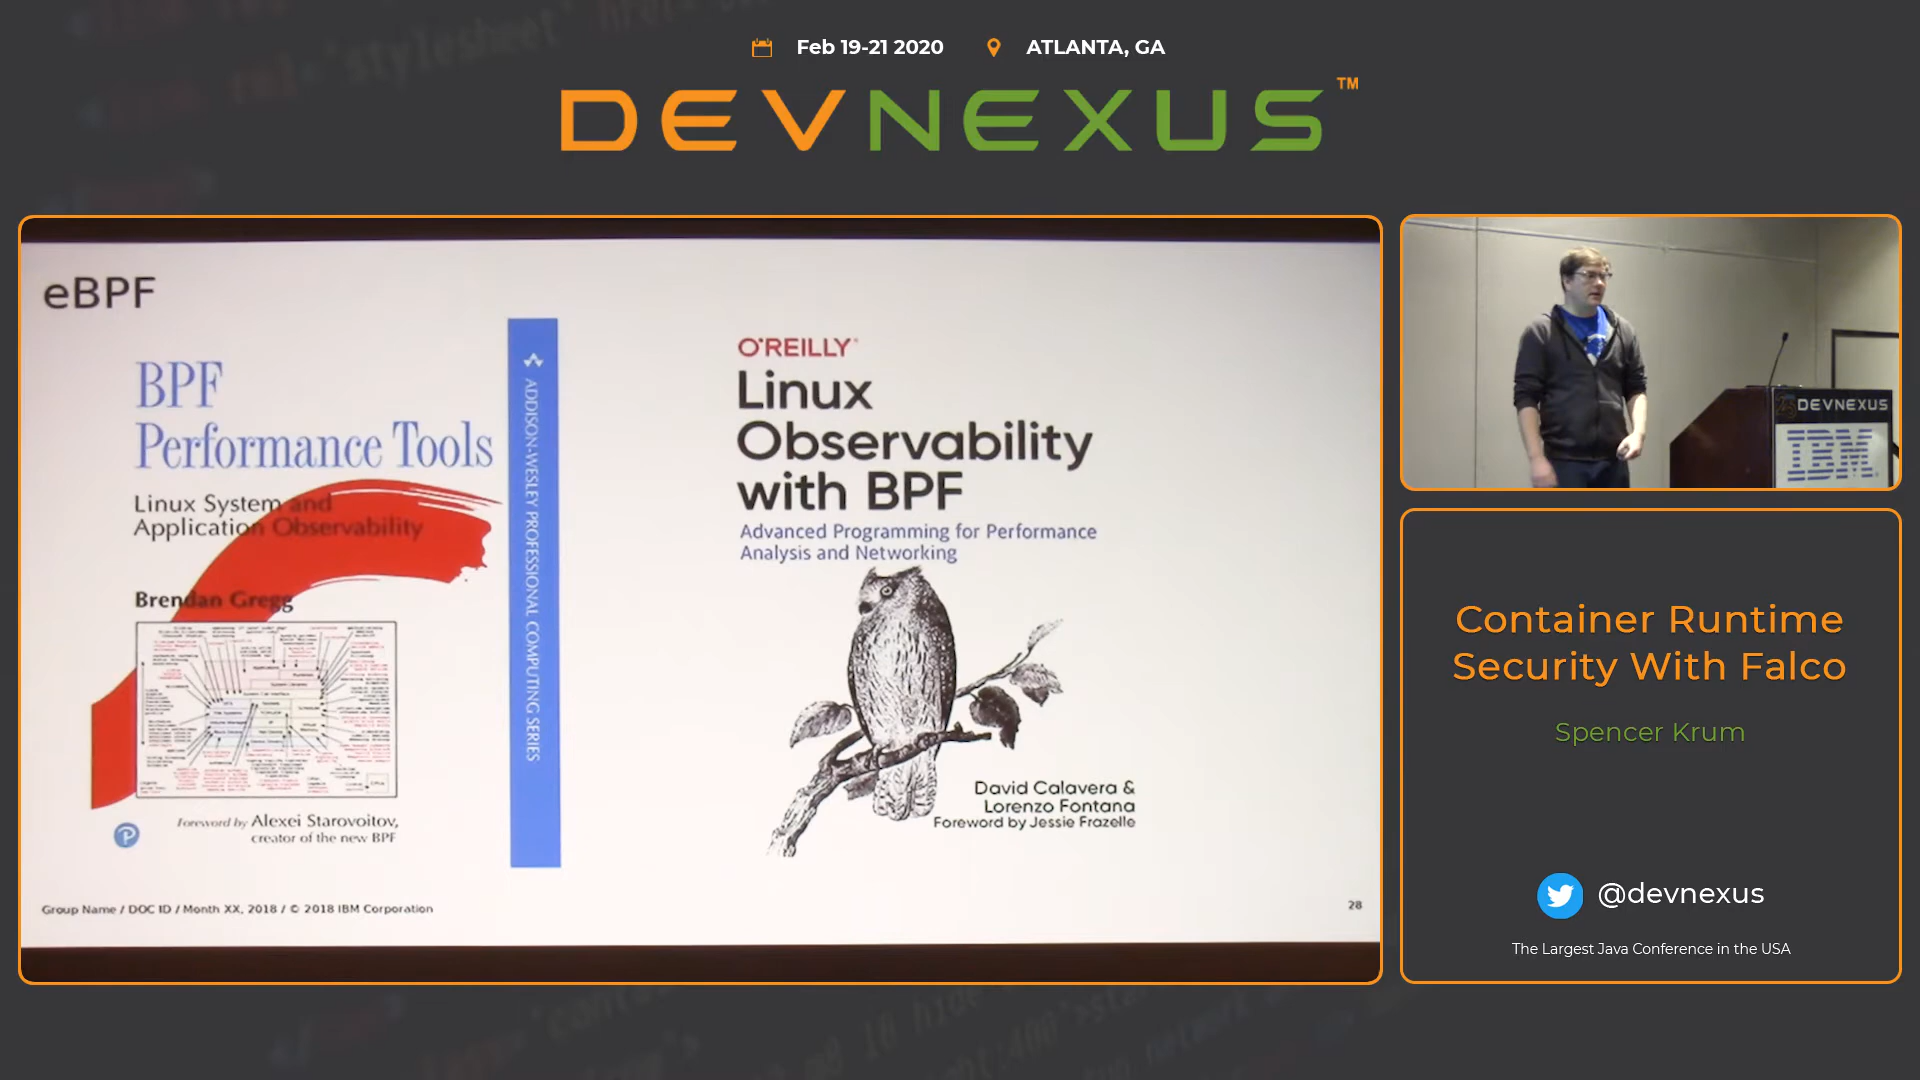 Feb 19-21 2020
ATLANTA, GA
DEVNEXUS™
eBPF
BPF
Performance Tools
Linux System and
Application Observability
Brendan Gregg
Foreword by Alexei Starovoitov,
creator of the new BPF
ADDISON-WESLEY PROFESSIONAL COMPUTING SERIES
O'REILLY®
Linux
Observability
with BPF
Advanced Programming for Performance
Analysis and Networking
David Calavera &
Lorenzo Fontana
Foreword by Jessie Frazelle
Group Name / DOC ID / Month XX, 2018 / © 2018 IBM Corporation
28
DEVNEXUS
IBM
Container Runtime
Security With Falco
Spencer Krum
@devnexus
The Largest Java Conference in the USA